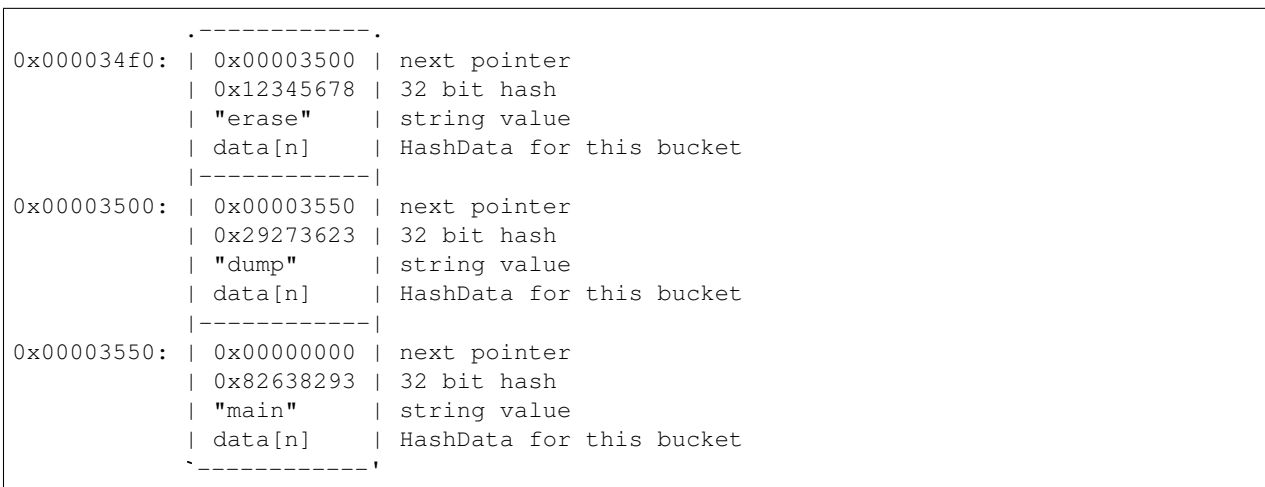 .------------.
0x000034f0: | 0x00003500 | next pointer
            | 0x12345678 | 32 bit hash
            | "erase"    | string value
            | data[n]    | HashData for this bucket
            |------------|
0x00003500: | 0x00003550 | next pointer
            | 0x29273623 | 32 bit hash
            | "dump"     | string value
            | data[n]    | HashData for this bucket
            |------------|
0x00003550: | 0x00000000 | next pointer
            | 0x82638293 | 32 bit hash
            | "main"     | string value
            | data[n]    | HashData for this bucket
            `------------'